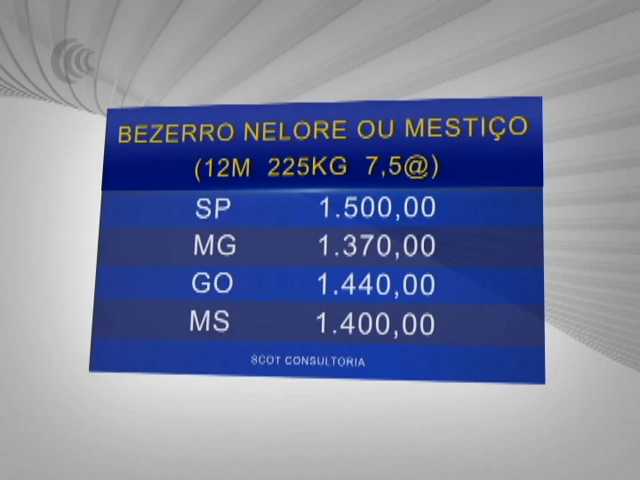 BEZERRO NELORE OU MESTIÇO
(12M 225KG 7,5@)
SP 1.500,00
MG 1.370,00
GO 1.440,00
MS 1.400,00
SCOT CONSULTORIA